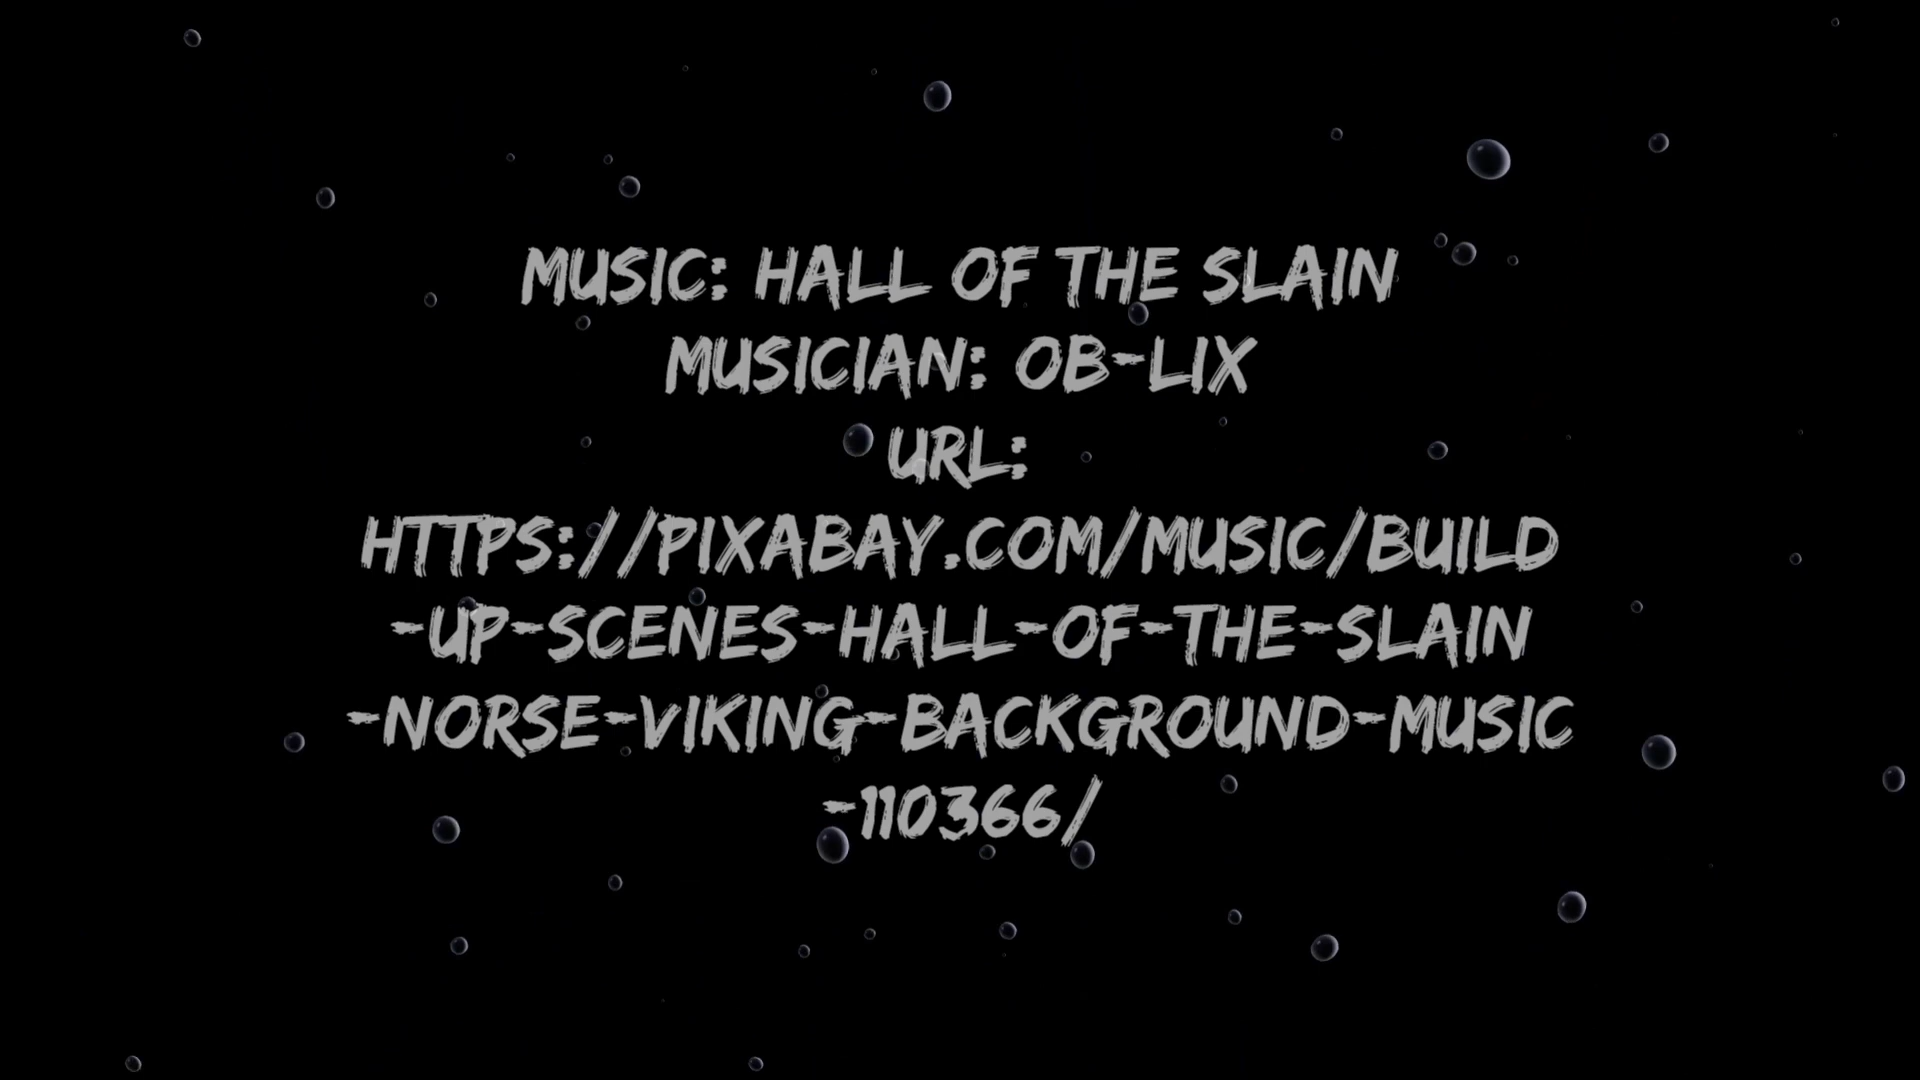 MUSIC: HALL OF THE SLAIN
MUSICIAN: OB-LIX
URL:
HTTPS://PIXABAY.COM/MUSIC/BUILD
-UP-SCENES-HALL-OF-THE-SLAIN
-NORSE-VIKING-BACKGROUND-MUSIC
-110366/